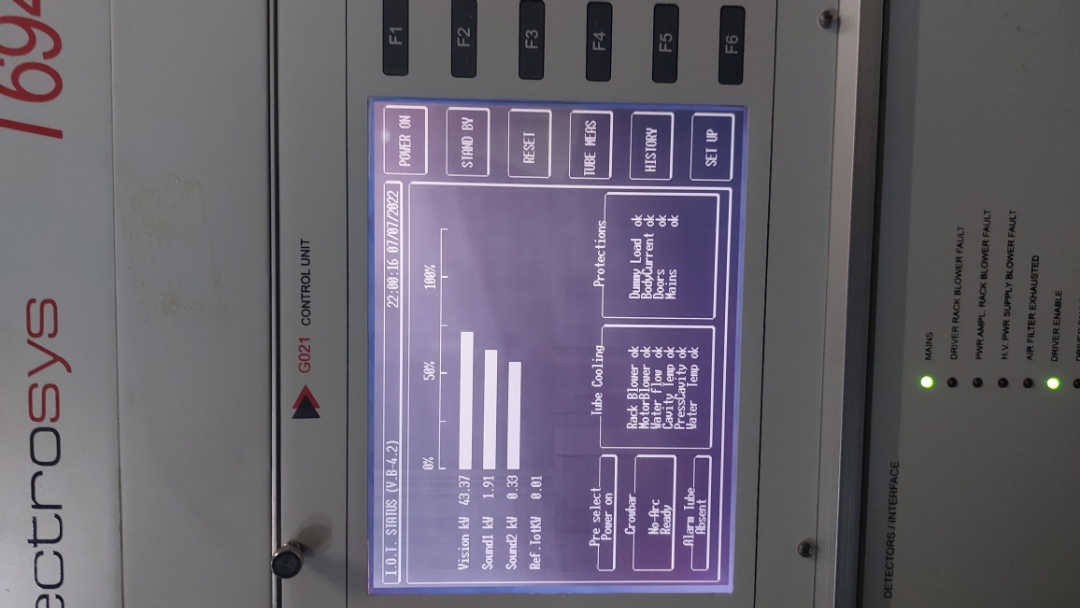 ectrosys
694
G021 CONTROL UNIT
I.O.T. STATUS (V.B-4.2) 22:00:16 07/07/2022
0% 50% 100%
Vision kW 43.37
Sound1 kW 1.91
Sound2 kW 0.33
Ref.TotKW 0.01
Pre select
Power on
Crowbar
No-Arc
Ready
Alarm Tube
Absent
Tube Cooling
Rack Blower ok
MotorBlower ok
Water flow ok
Cavity Temp ok
PressCavity ok
Water Temp ok
Protections
Dummy Load ok
BodyCurrent ok
Doors ok
Mains ok
POWER ON
STAND BY
RESET
TUBE MEAS
HISTORY
SET UP
F1
F2
F3
F4
F5
F6
DETECTORS / INTERFACE
MAINS
DRIVER RACK BLOWER FAULT
PWR AMPL. RACK BLOWER FAULT
H.V. PWR SUPPLY BLOWER FAULT
AIR FILTER EXHAUSTED
DRIVER ENABLE